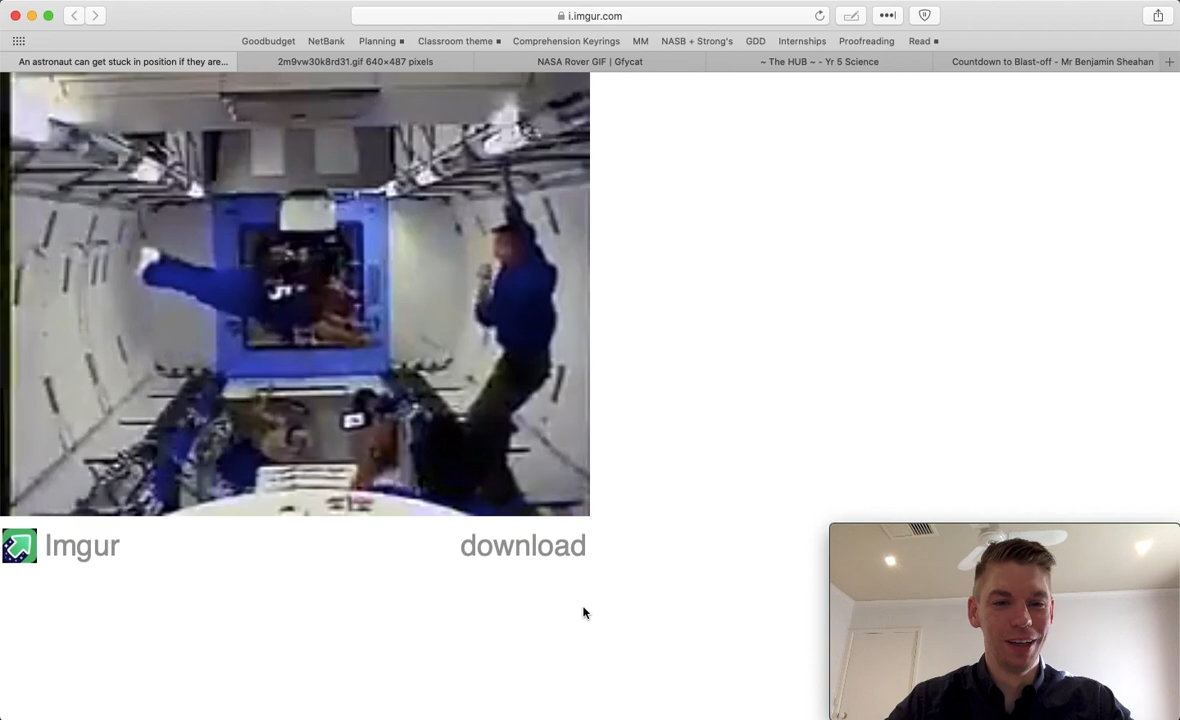 i.imgur.com
Goodbudget NetBank Planning Classroom theme Comprehension Keyrings MM NASB + Strong's GDD Internships Proofreading Read
An astronaut can get stuck in position if they are... 2m9vw30k8rd31.gif 640×487 pixels NASA Rover GIF | Gfycat ~ The HUB ~ - Yr 5 Science Countdown to Blast-off - Mr Benjamin Sheahan
Imgur download